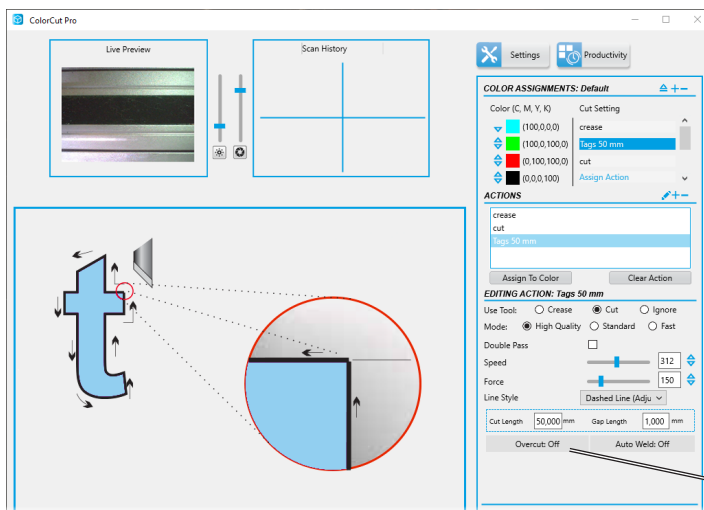 ColorCut Pro
Live Preview
Scan History
Settings
Productivity
COLOR ASSIGNMENTS: Default
Color (C, M, Y, K) Cut Setting
(100,0,0,0) crease
(100,0,100,0) Tags 50 mm
(0,100,100,0) cut
(0,0,0,100) Assign Action
ACTIONS
crease
cut
Tags 50 mm
Assign To Color Clear Action
EDITING ACTION: Tags 50 mm
Use Tool: Crease Cut Ignore
Mode: High Quality Standard Fast
Double Pass
Speed 312
Force 150
Line Style Dashed Line (Adju
Cut Length 50,000 mm Gap Length 1,000 mm
Overcut: Off Auto Weld: Off